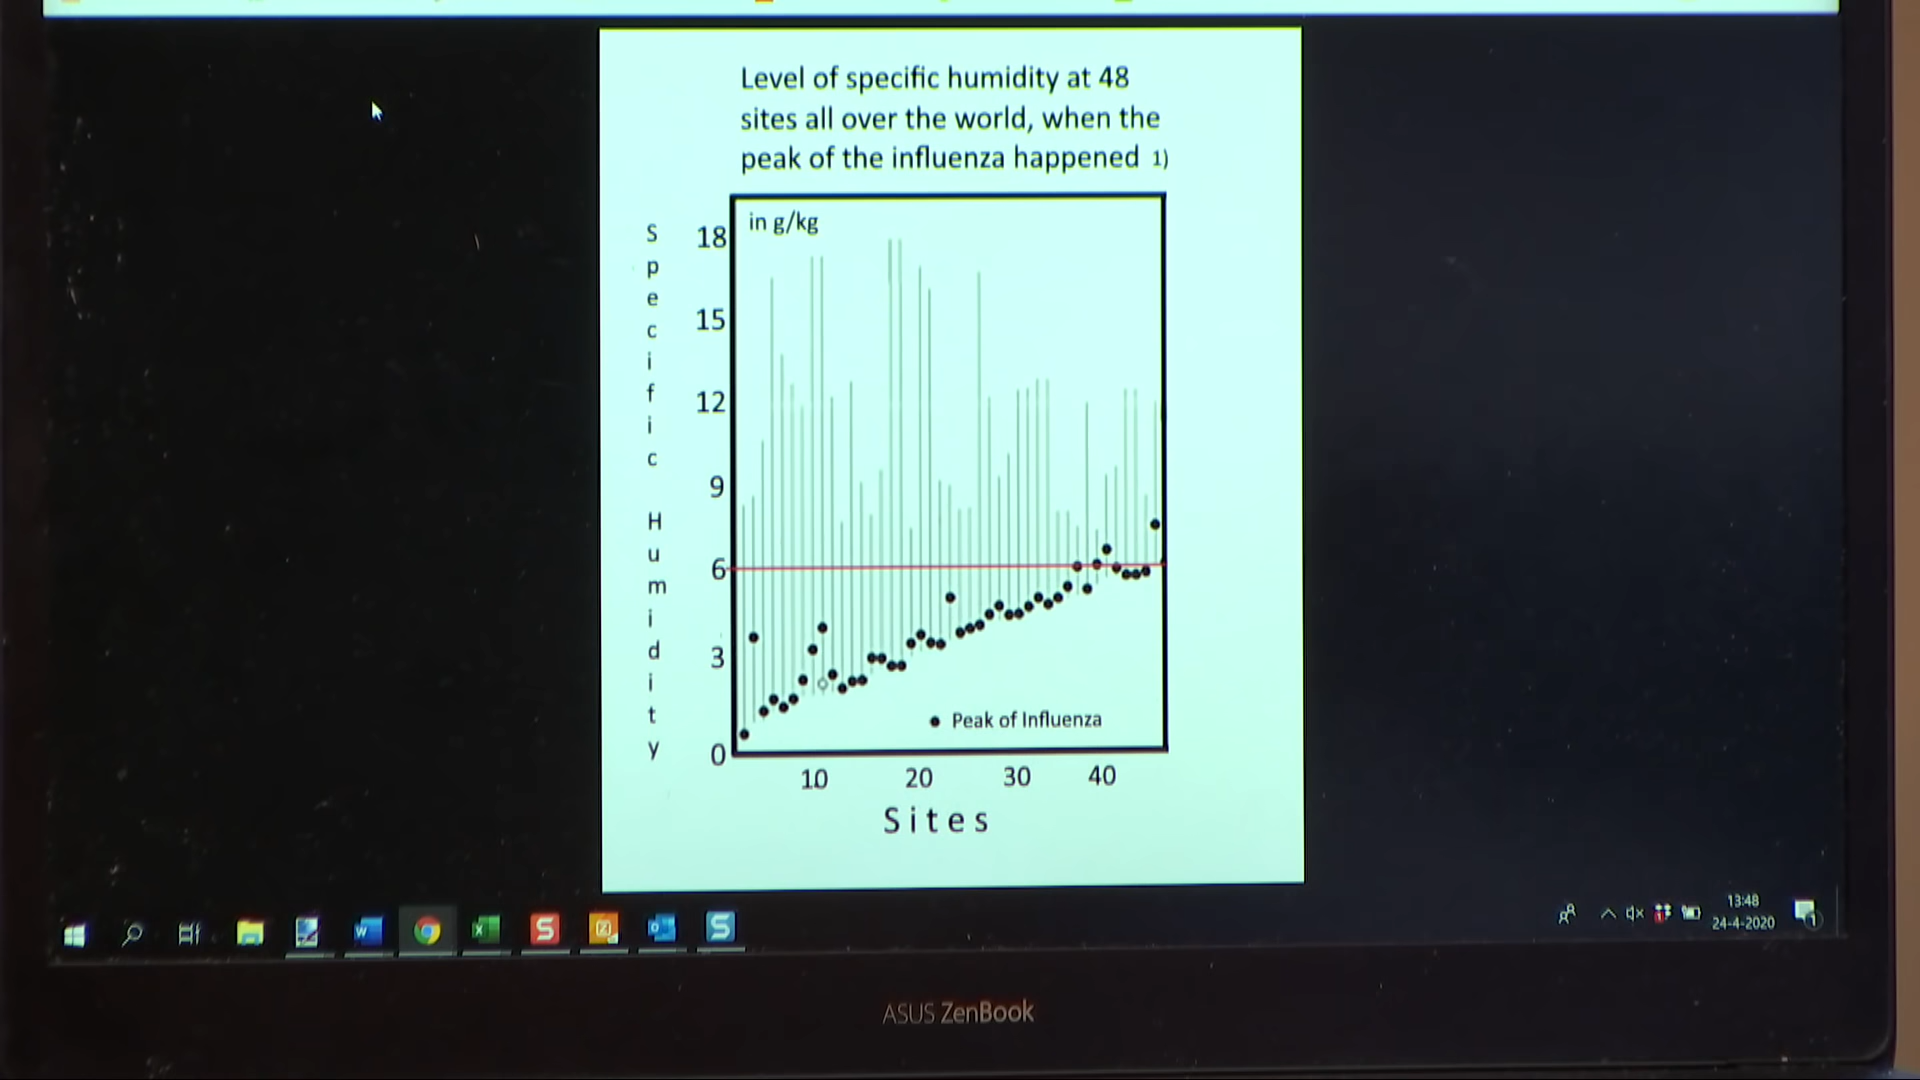 Level of specific humidity at 48
sites all over the world, when the
peak of the influenza happened 1)
in g/kg
Specific Humidity
18
15
12
9
6
3
0
Peak of Influenza
10 20 30 40
Sites
13:48
24-4-2020
1
ASUS ZenBook